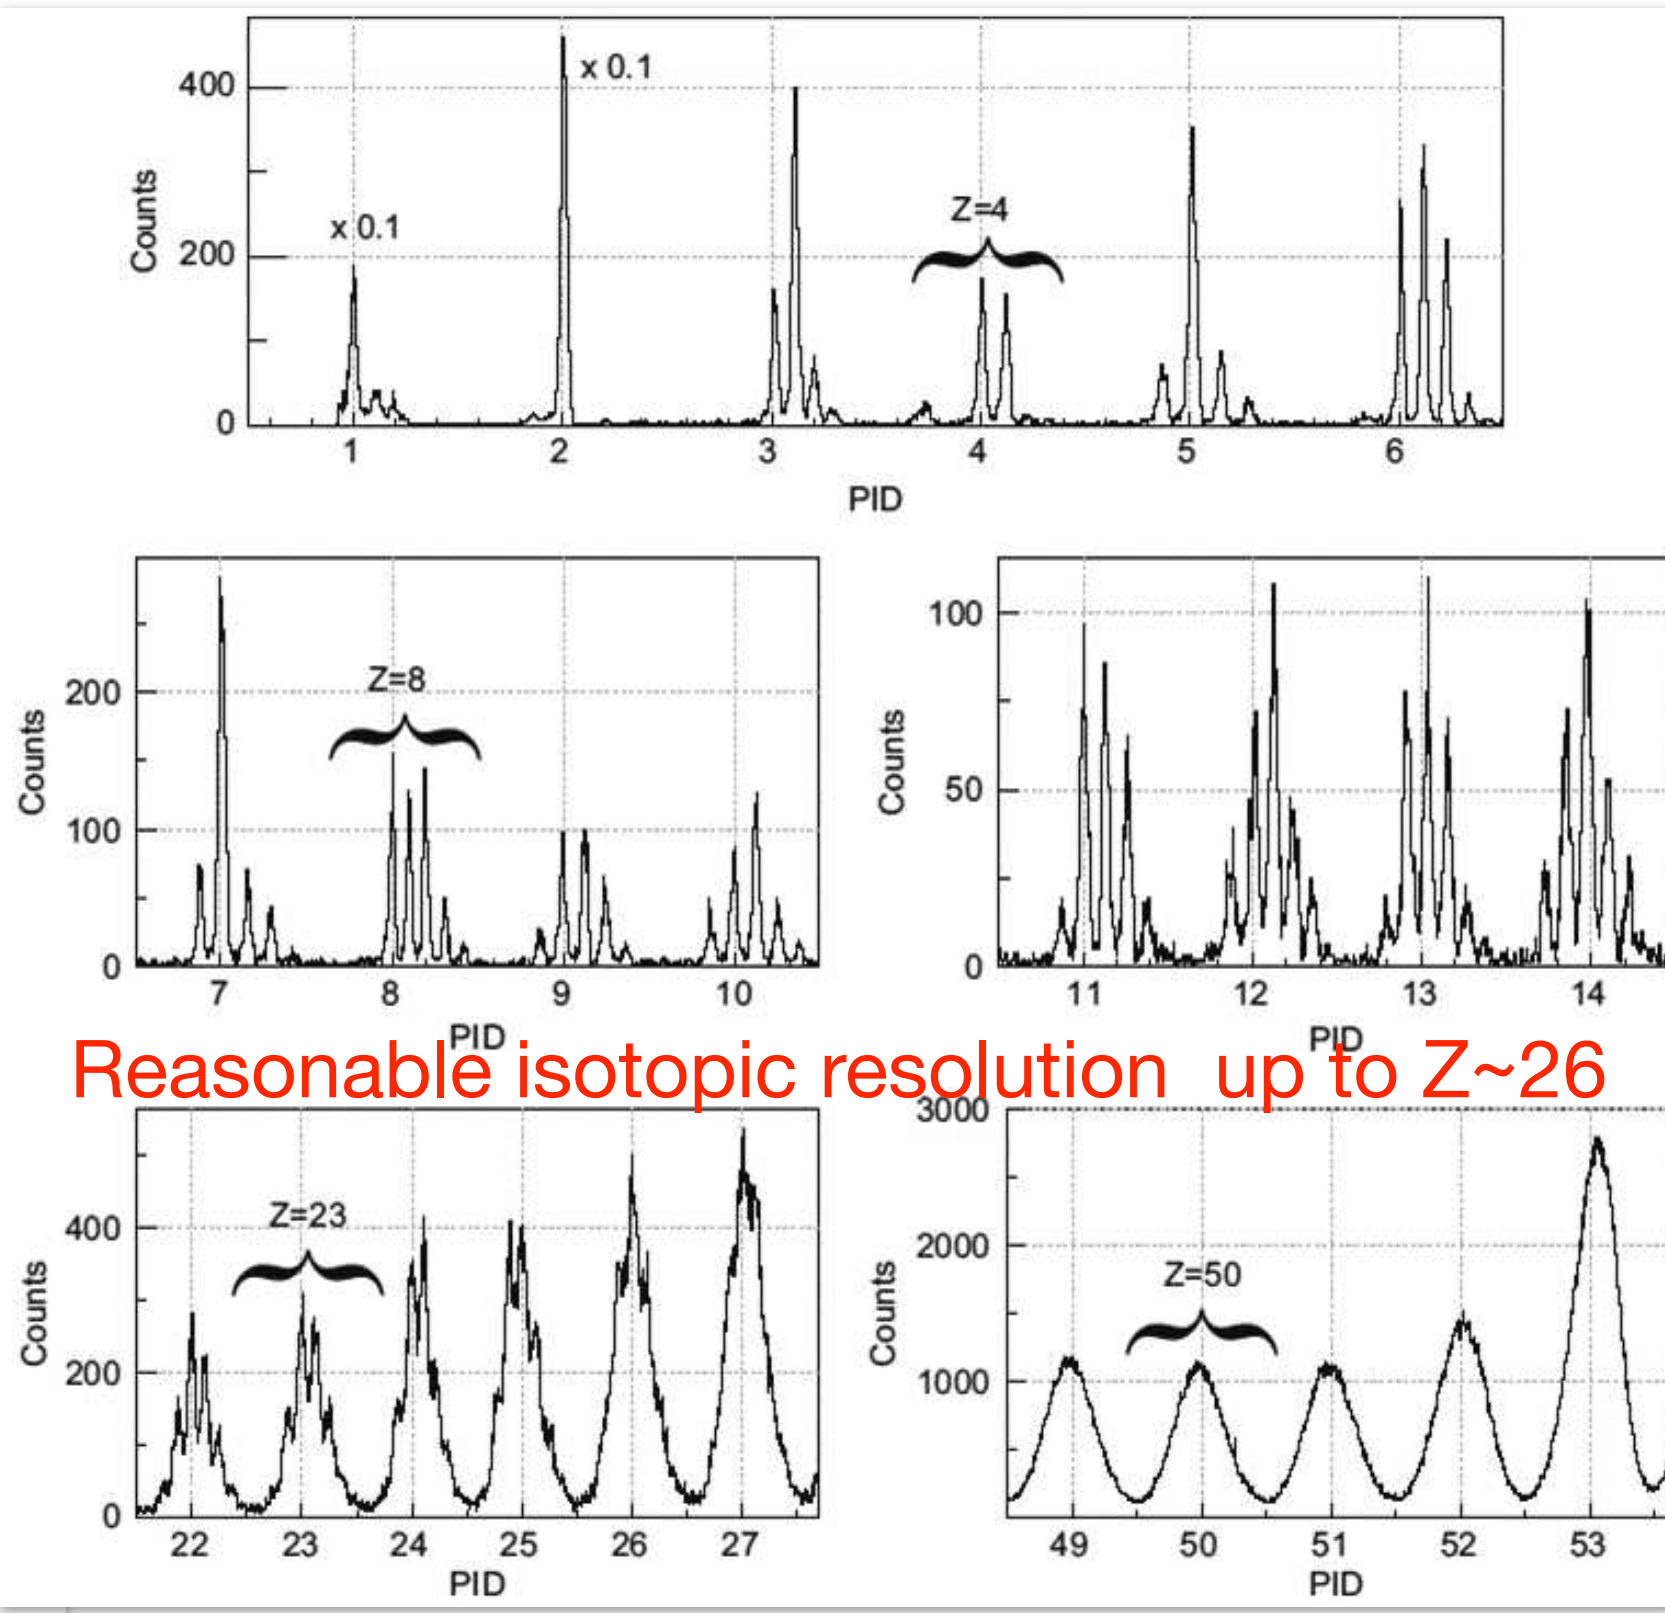 x 0.1
x 0.1
Z=4
Counts
400
200
0
1 2 3 4 5 6
PID
Z=8
Counts
200
100
0
7 8 9 10
PID
Counts
100
50
0
11 12 13 14
PID
Reasonable isotopic resolution up to Z~26
Z=23
Counts
400
200
0
22 23 24 25 26 27
PID
Z=50
Counts
3000
2000
1000
49 50 51 52 53
PID